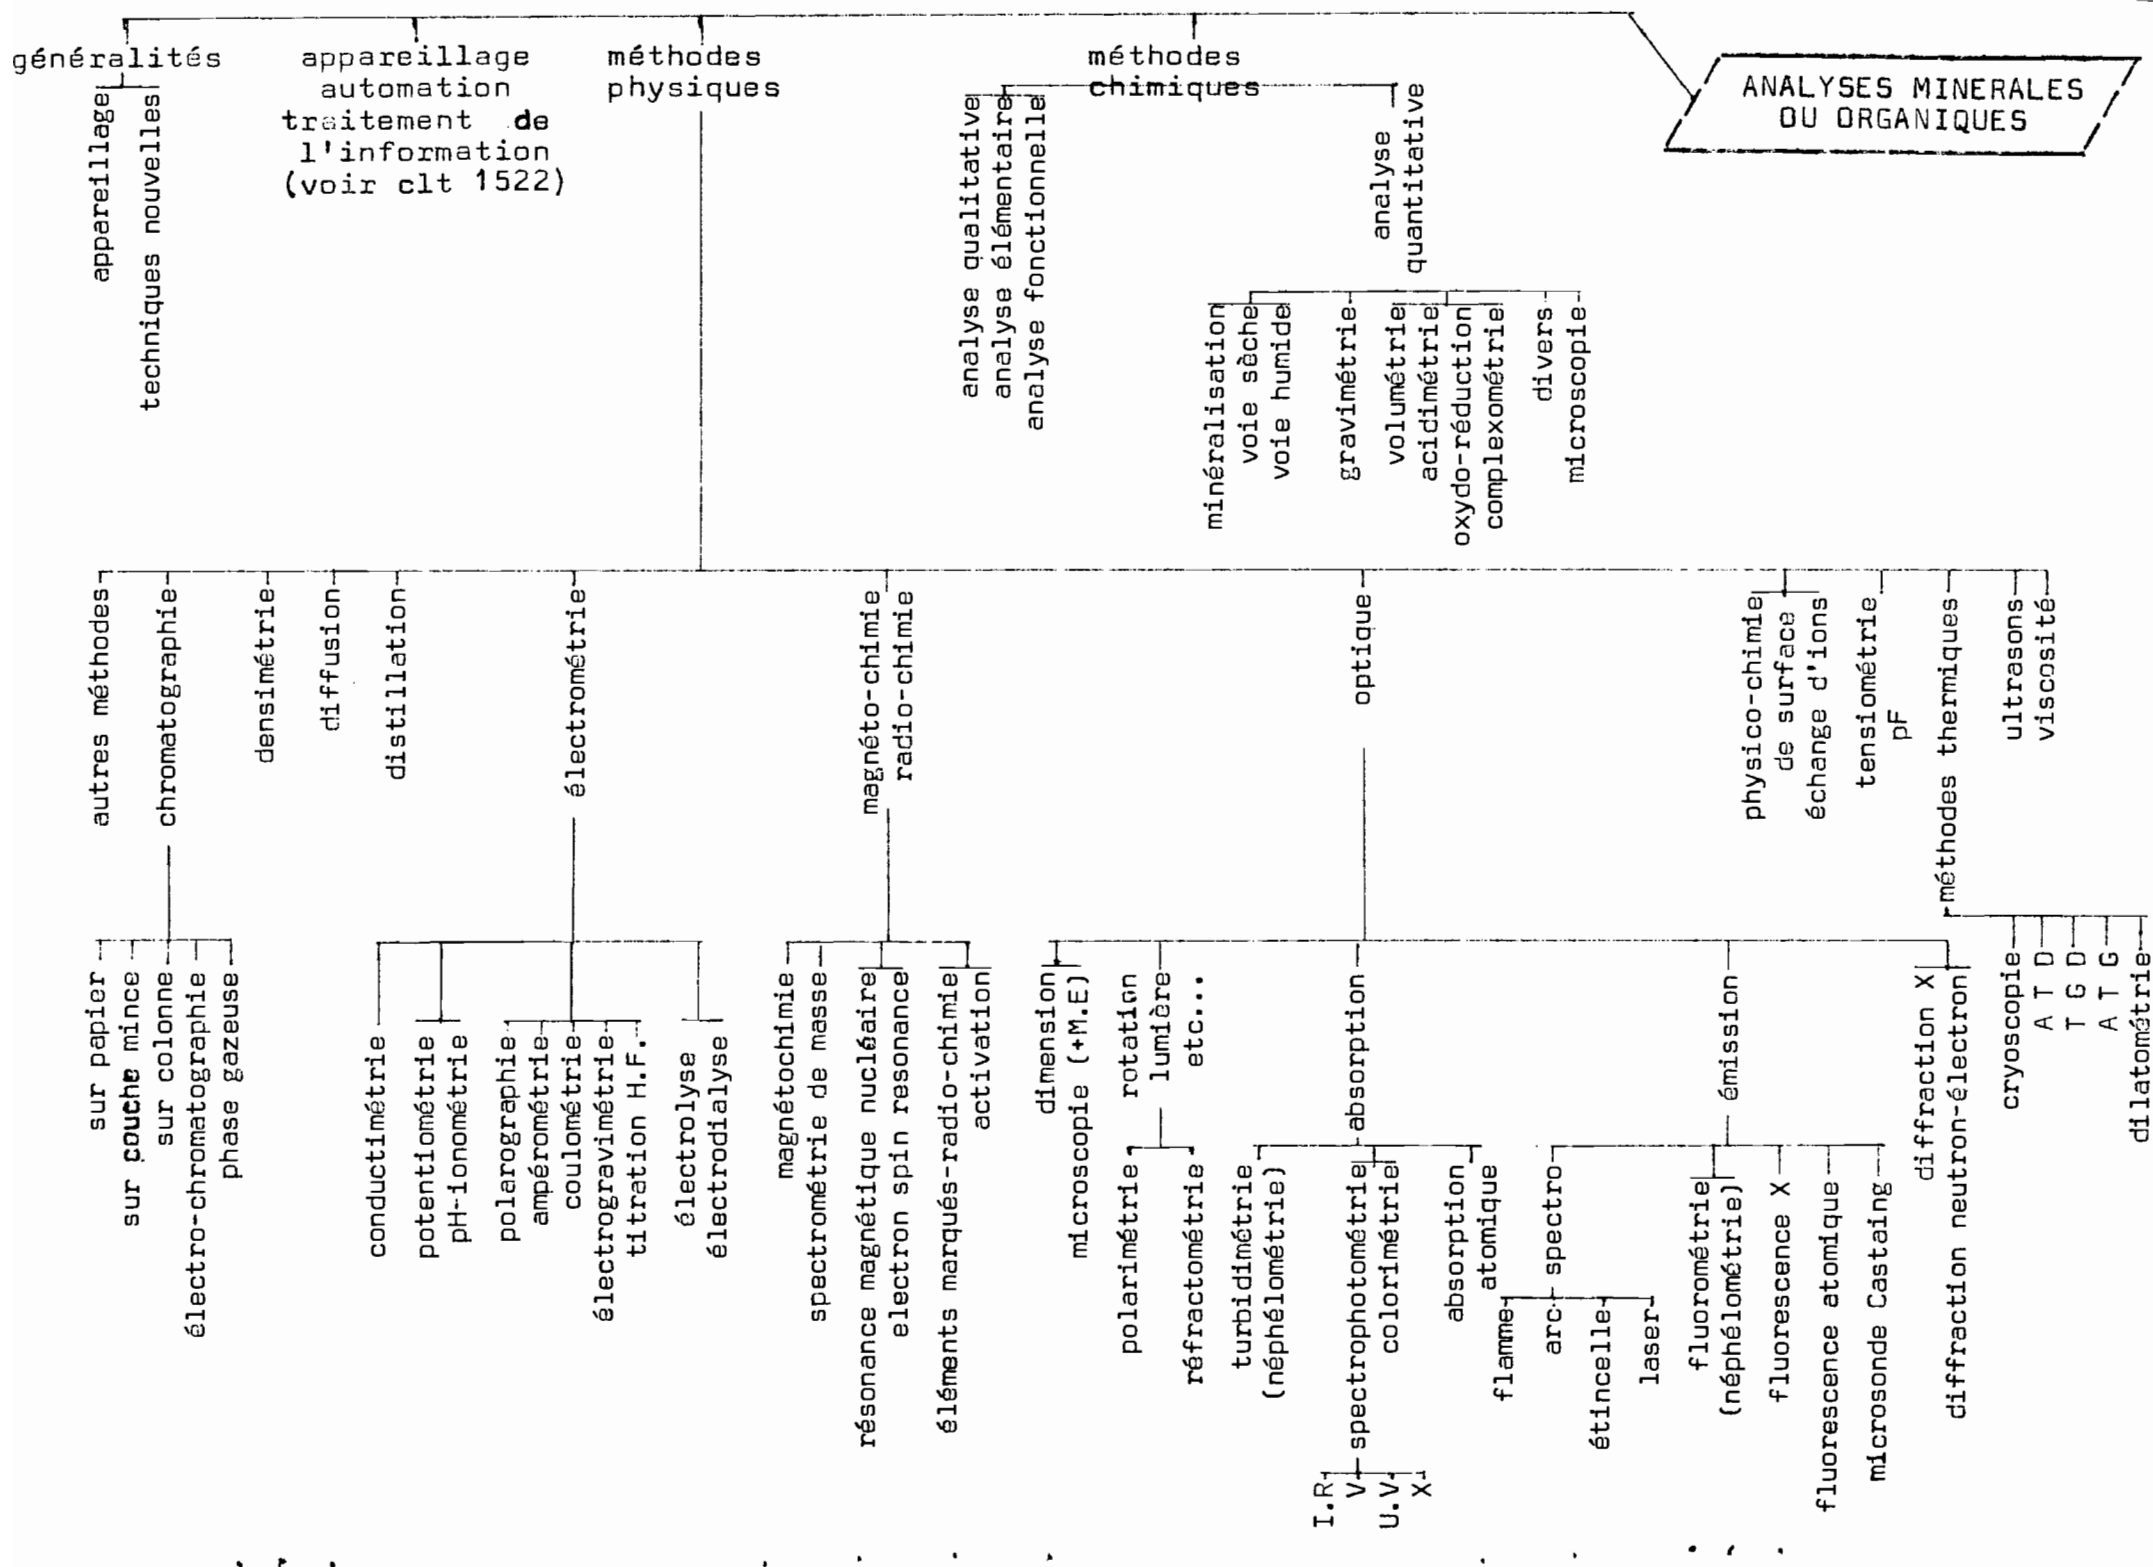 ANALYSES MINERALES
OU ORGANIQUES
généralités
appareillage
techniques nouvelles
appareillage
automation
traitement de
l'information
(voir clt 1522)
méthodes
physiques
méthodes
chimiques
analyse qualitative
analyse élémentaire
analyse fonctionnelle
analyse
quantitative
minéralisation
voie sèche
voie humide
gravimétrie
volumétrie
acidimétrie
oxydo-réduction
complexométrie
divers
microscopie
autres méthodes
chromatographie
densimétrie
diffusion
distillation
électrométrie
magnéto-chimie
radio-chimie
optique
physico-chimie
de surface
échange d'ions
tensiométrie
pF
méthodes thermiques
ultrasons
viscosité
sur papier
sur couche mince
sur colonne
électro-chromatographie
phase gazeuse
conductimétrie
potentiométrie
pH-ionométrie
polarographie
ampérométrie
coulométrie
électrogravimétrie
titration H.F.
électrolyse
électrodialyse
magnétochimie
spectrométrie de masse
résonance magnétique nucléaire
electron spin resonance
éléments marqués-radio-chimie
activation
dimension
microscopie (+M.E)
rotation
lumière
etc...
polarimétrie
réfractométrie
absorption
turbidimétrie
(néphélométrie)
spectrophotométrie
colorimétrie
absorption
atomique
I.R
V
U.V
X
émission
spectro
flamme
arc
étincelle
laser
fluorométrie
(néphélométrie)
fluorescence X
fluorescence atomique
microsonde Castaing
diffraction X
diffraction neutron-électron
cryoscopie
A T D
T G D
A T G
dilatométrie